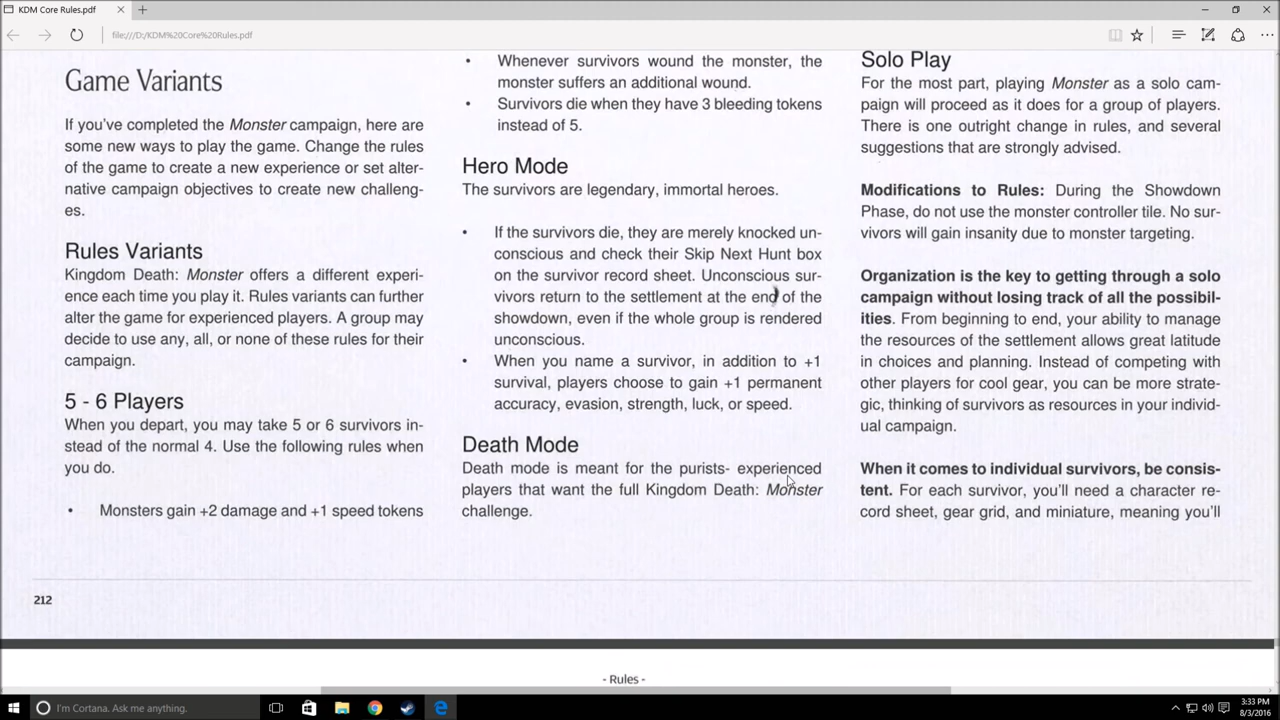 KDM Core Rules.pdf
file:///D:/KDM%20Core%20Rules.pdf
Game Variants
If you've completed the Monster campaign, here are
some new ways to play the game. Change the rules
of the game to create a new experience or set alter-
native campaign objectives to create new challeng-
es.
Rules Variants
Kingdom Death: Monster offers a different experi-
ence each time you play it. Rules variants can further
alter the game for experienced players. A group may
decide to use any, all, or none of these rules for their
campaign.
5 - 6 Players
When you depart, you may take 5 or 6 survivors in-
stead of the normal 4. Use the following rules when
you do.
• Monsters gain +2 damage and +1 speed tokens
• Whenever survivors wound the monster, the
monster suffers an additional wound.
• Survivors die when they have 3 bleeding tokens
instead of 5.
Hero Mode
The survivors are legendary, immortal heroes.
• If the survivors die, they are merely knocked un-
conscious and check their Skip Next Hunt box
on the survivor record sheet. Unconscious sur-
vivors return to the settlement at the end of the
showdown, even if the whole group is rendered
unconscious.
• When you name a survivor, in addition to +1
survival, players choose to gain +1 permanent
accuracy, evasion, strength, luck, or speed.
Death Mode
Death mode is meant for the purists- experienced
players that want the full Kingdom Death: Monster
challenge.
Solo Play
For the most part, playing Monster as a solo cam-
paign will proceed as it does for a group of players.
There is one outright change in rules, and several
suggestions that are strongly advised.
Modifications to Rules: During the Showdown
Phase, do not use the monster controller tile. No sur-
vivors will gain insanity due to monster targeting.
Organization is the key to getting through a solo
campaign without losing track of all the possibil-
ities. From beginning to end, your ability to manage
the resources of the settlement allows great latitude
in choices and planning. Instead of competing with
other players for cool gear, you can be more strate-
gic, thinking of survivors as resources in your individ-
ual campaign.
When it comes to individual survivors, be consis-
tent. For each survivor, you'll need a character re-
cord sheet, gear grid, and miniature, meaning you'll
212
- Rules -
I'm Cortana. Ask me anything.
3:33 PM
8/3/2016